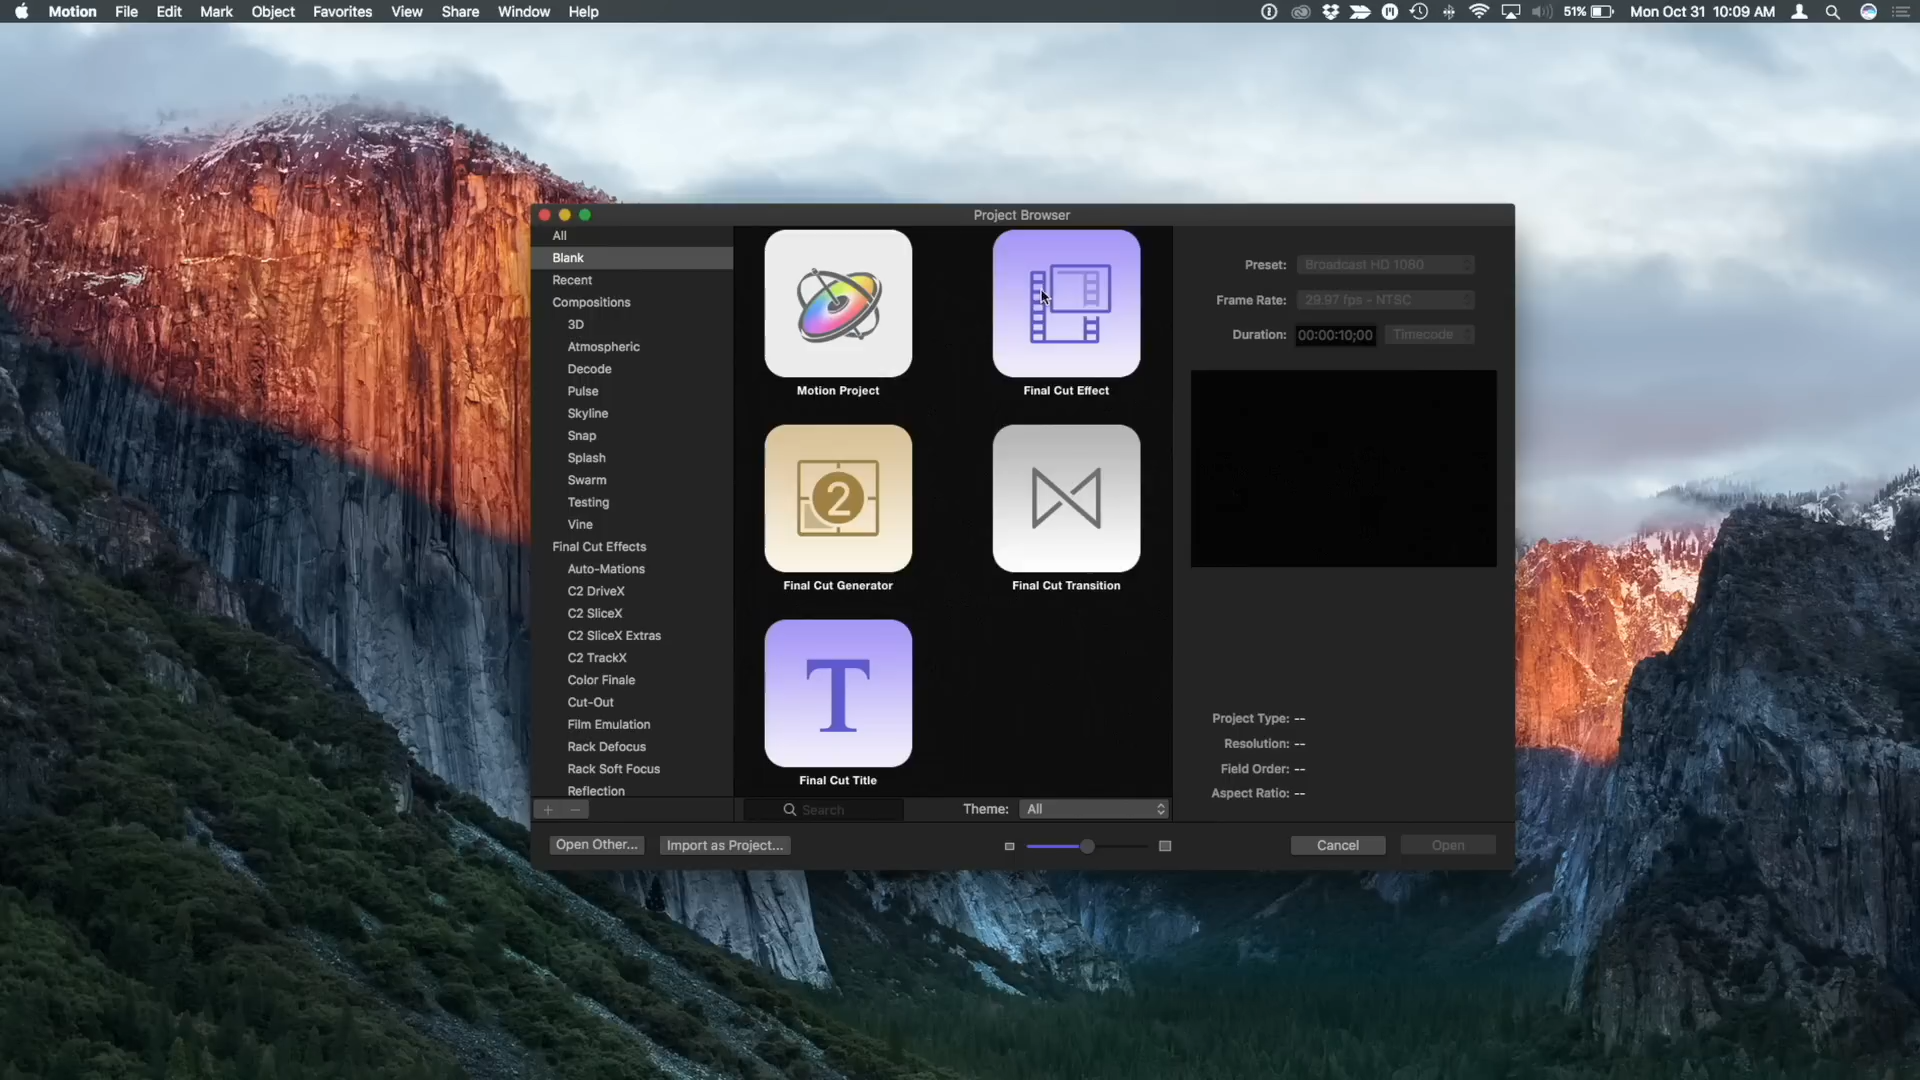 Motion File Edit Mark Object Favorites View Share Window Help 51% Mon Oct 31 10:09 AM
Project Browser
All
Blank
Recent
Compositions
3D
Atmospheric
Decode
Pulse
Skyline
Snap
Splash
Swarm
Testing
Vine
Final Cut Effects
Auto-Mations
C2 DriveX
C2 SliceX
C2 SliceX Extras
C2 TrackX
Color Finale
Cut-Out
Film Emulation
Rack Defocus
Rack Soft Focus
Reflection
Motion Project
Final Cut Effect
2
Final Cut Generator
Final Cut Transition
T
Final Cut Title
Search
Theme: All
Preset: Broadcast HD 1080
Frame Rate: 29.97 fps - NTSC
Duration: 00:00:10;00 Timecode
Project Type: --
Resolution: --
Field Order: --
Aspect Ratio: --
Open Other... Import as Project... Cancel Open